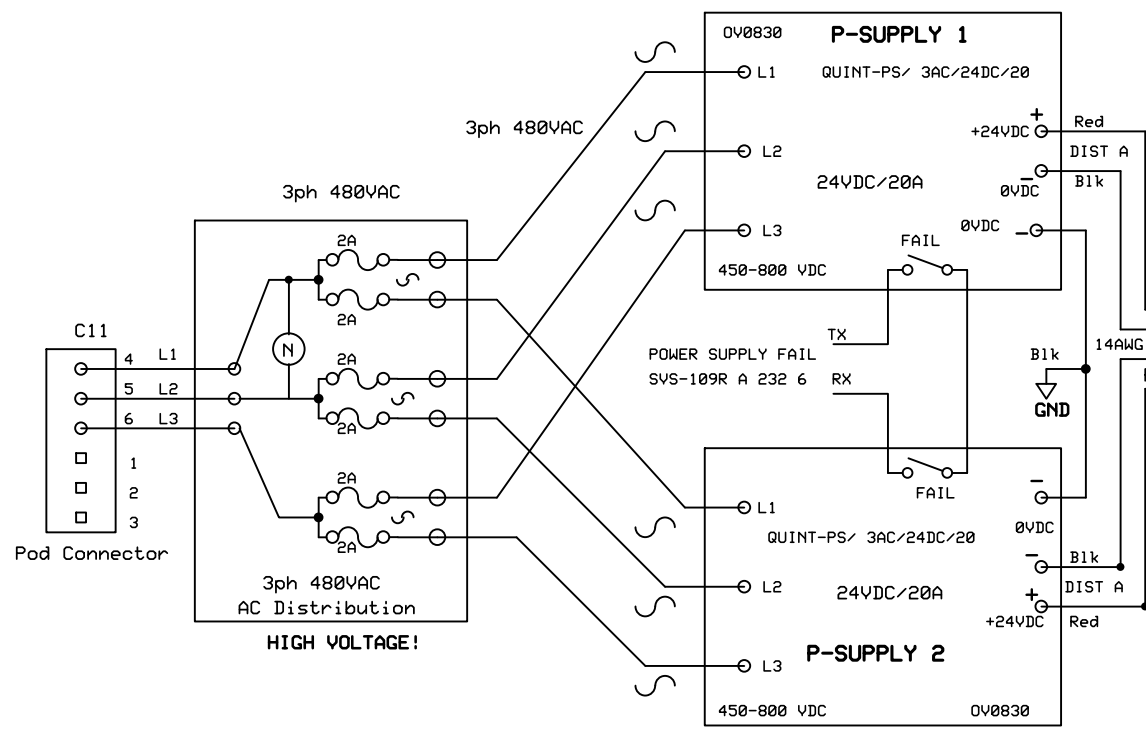 OV0830
P-SUPPLY 1
L1
QUINT-PS/ 3AC/24DC/20
3ph 480VAC
+
+24VDC
Red
DIST A
L2
24VDC/20A
−
0VDC
Blk
3ph 480VAC
L3
0VDC
−
FAIL
450-800 VDC
2A
2A
C11
TX
POWER SUPPLY FAIL
SVS-109R A 232 6
RX
14AWG
Blk
GND
4
L1
N
5
L2
6
L3
2A
2A
1
2
3
Pod Connector
2A
2A
3ph 480VAC
AC Distribution
HIGH VOLTAGE!
FAIL
−
0VDC
L1
QUINT-PS/ 3AC/24DC/20
−
Blk
DIST A
L2
24VDC/20A
+
+24VDC
Red
P-SUPPLY 2
L3
450-800 VDC
OV0830